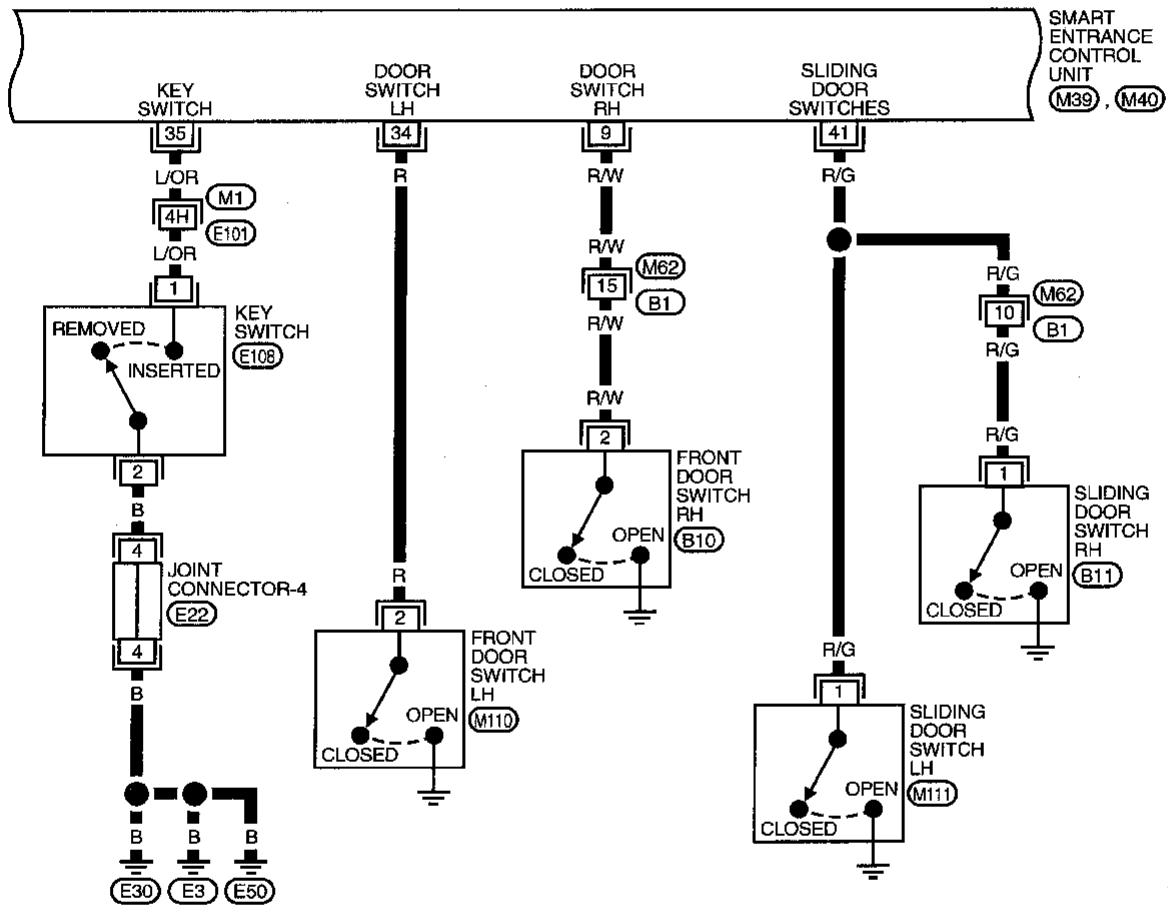 SMART
ENTRANCE
CONTROL
UNIT
M39 , M40
KEY
SWITCH
DOOR
SWITCH
LH
DOOR
SWITCH
RH
SLIDING
DOOR
SWITCHES
35
34
9
41
L/OR
R
R/W
R/G
M1
4H
E101
L/OR
R/W
M62
15
B1
R/W
R/G
M62
10
B1
R/G
1
KEY
SWITCH
E108
REMOVED
INSERTED
2
B
4
JOINT
CONNECTOR-4
E22
4
B
B
B
B
E30
E3
E50
R
2
FRONT
DOOR
SWITCH
LH
M110
OPEN
CLOSED
R/W
2
FRONT
DOOR
SWITCH
RH
B10
OPEN
CLOSED
R/G
1
SLIDING
DOOR
SWITCH
RH
B11
OPEN
CLOSED
R/G
1
SLIDING
DOOR
SWITCH
LH
M111
OPEN
CLOSED